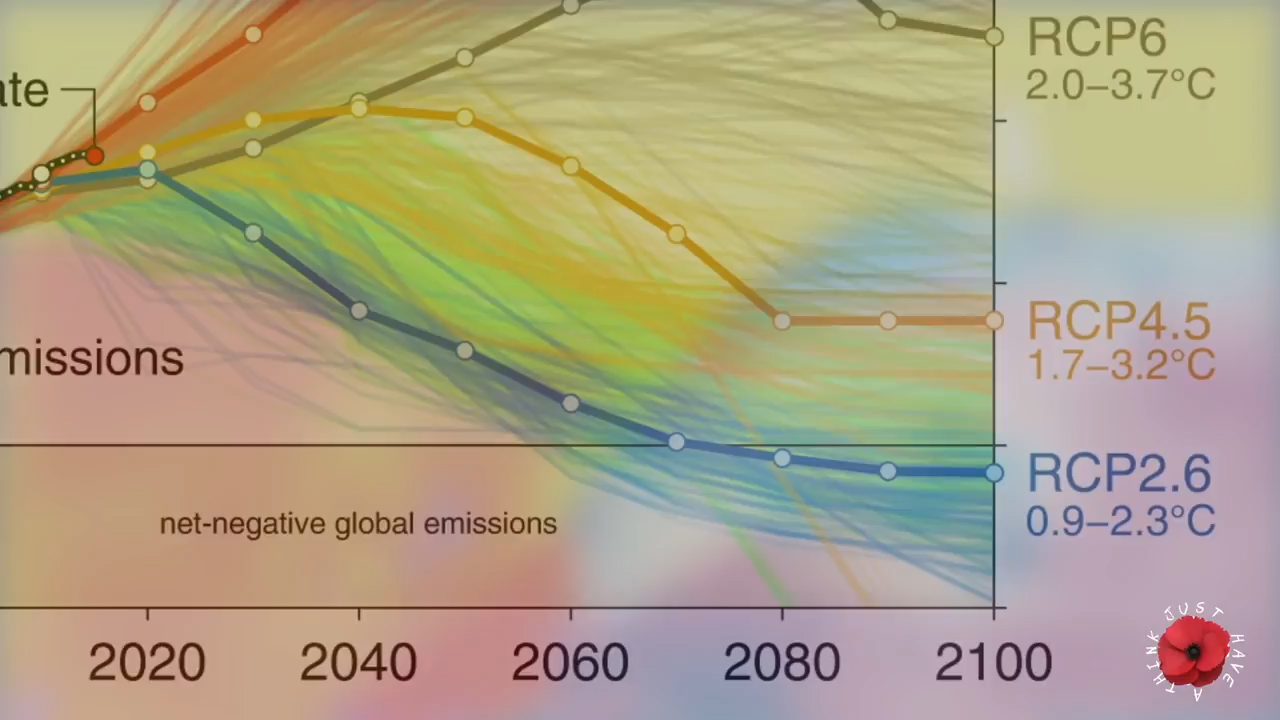 RCP6
2.0–3.7°C
ate
RCP4.5
1.7–3.2°C
missions
RCP2.6
0.9–2.3°C
net-negative global emissions
2020 2040 2060 2080 2100
JUST HAVE A THINK